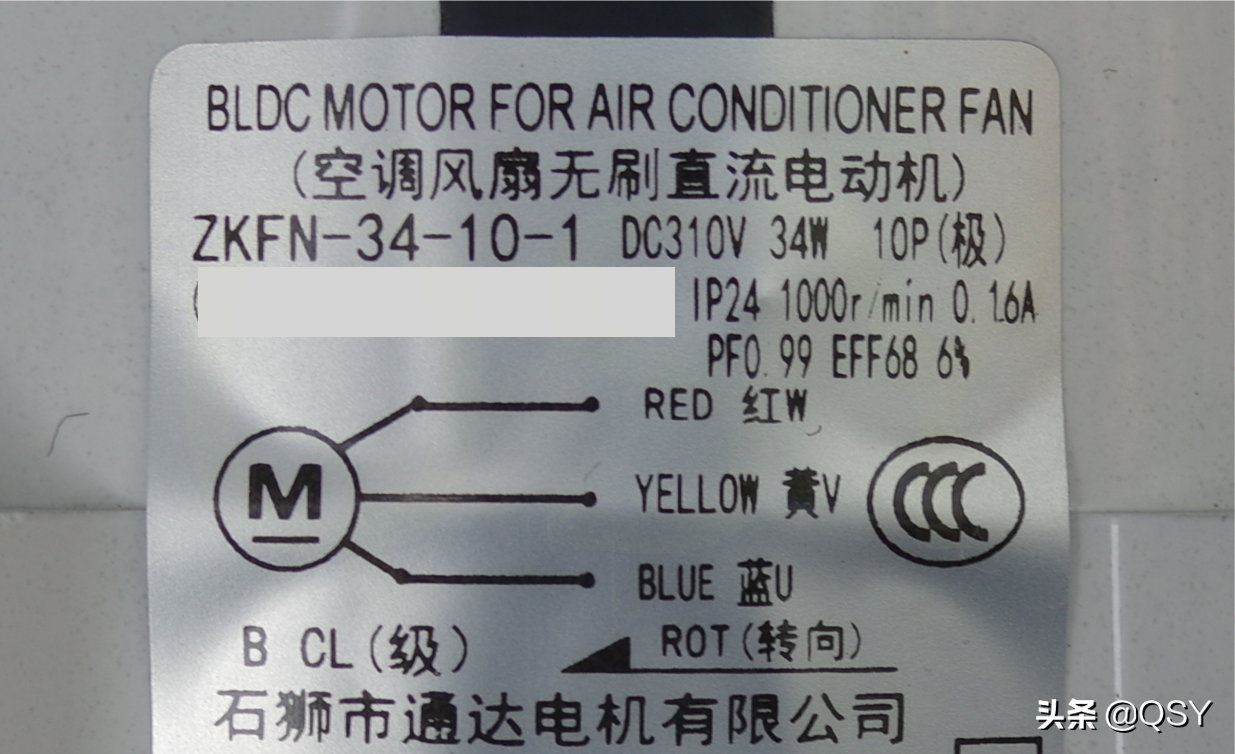 BLDC MOTOR FOR AIR CONDITIONER FAN
(空调风扇无刷直流电动机)
ZKFN-34-10-1 DC310V 34W 10P(极)
IP24 1000r/min 0.16A
PF0.99 EFF68 6%
RED 红W
M
YELLOW 黄V
CCC
BLUE 蓝U
B CL(级)
ROT(转向)
石狮市通达电机有限公司
头条 @QSY